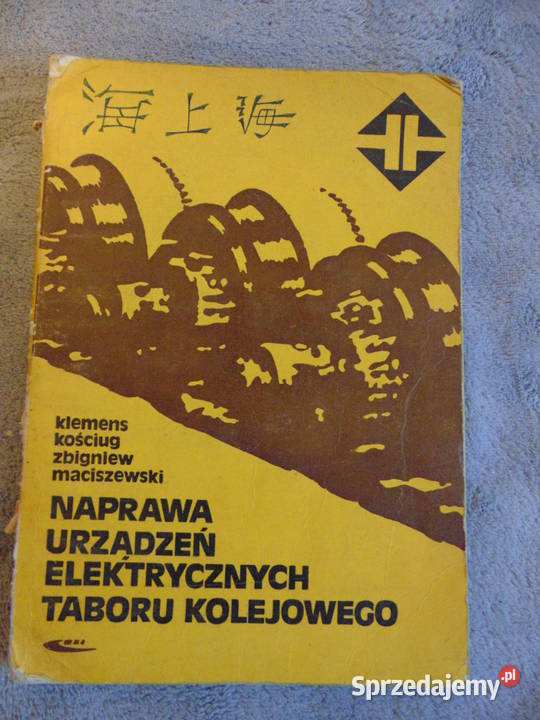 海上海
klemens
kościug
zbigniew
maciszewski
NAPRAWA
URZĄDZEŃ
ELEKTRYCZNYCH
TABORU KOLEJOWEGO
Sprzedajemy.pl